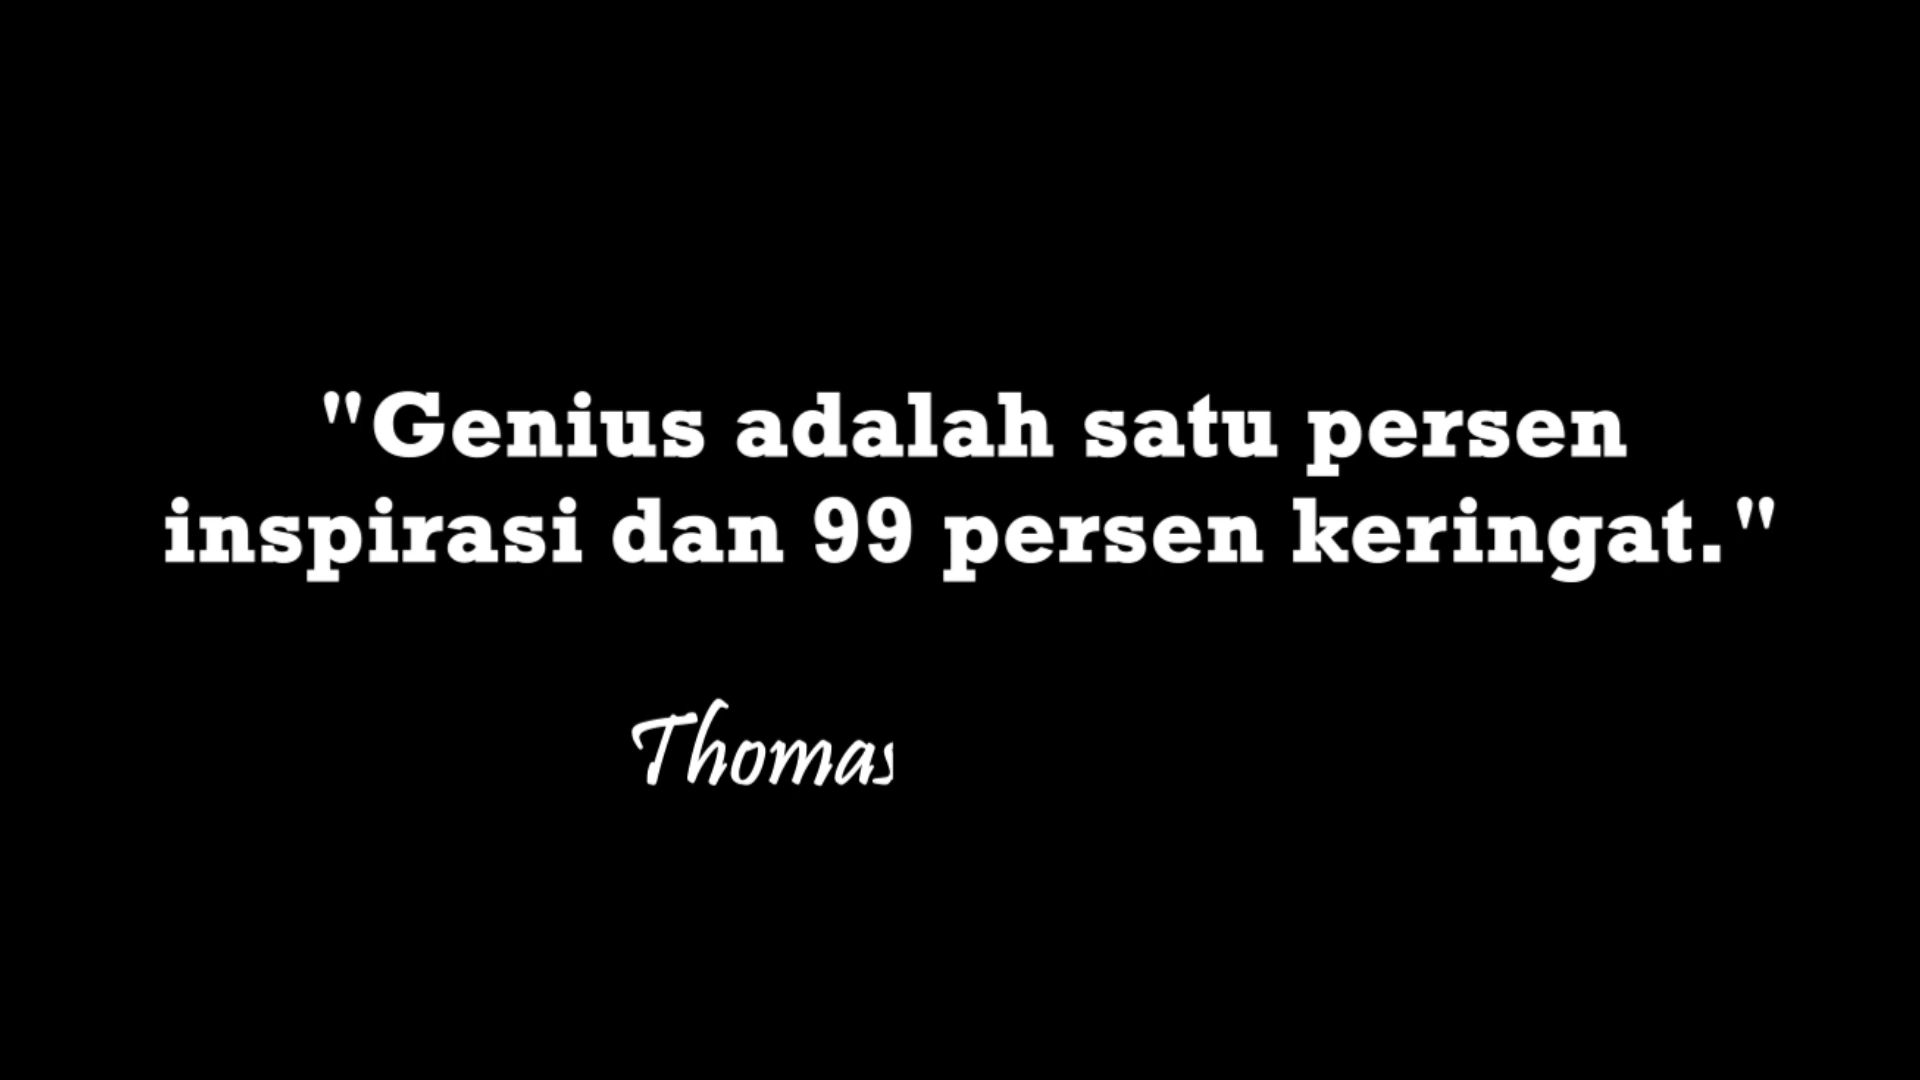 "Genius adalah satu persen
inspirasi dan 99 persen keringat."
Thomas